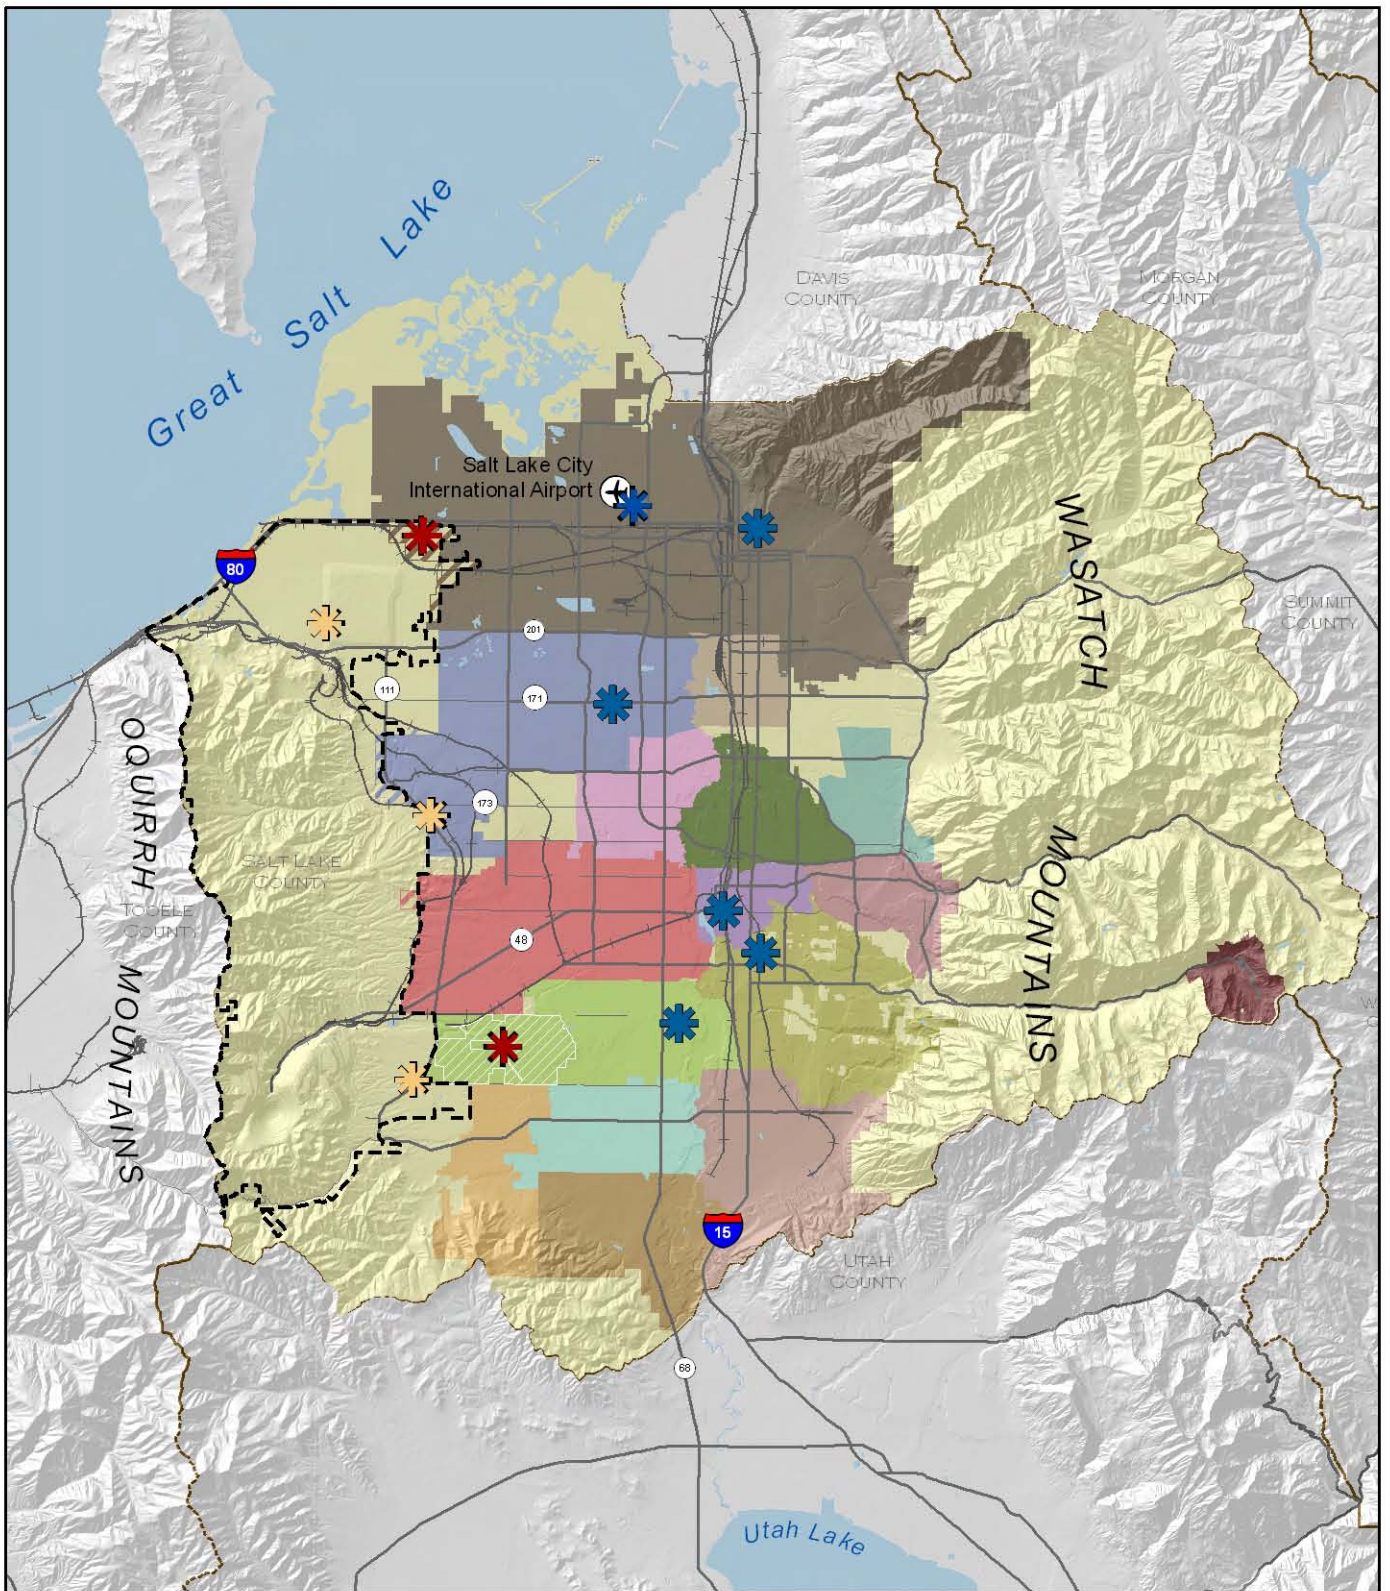 Great Salt Lake
DAVIS
COUNTY
MORGAN
COUNTY
Salt Lake City
International Airport
WASATCH
MOUNTAINS
80
SUMMIT
COUNTY
201
111
171
OQUIRRH
MOUNTAINS
173
SALT LAKE
COUNTY
TOOELE
COUNTY
48
W
15
UTAH
COUNTY
68
Utah Lake